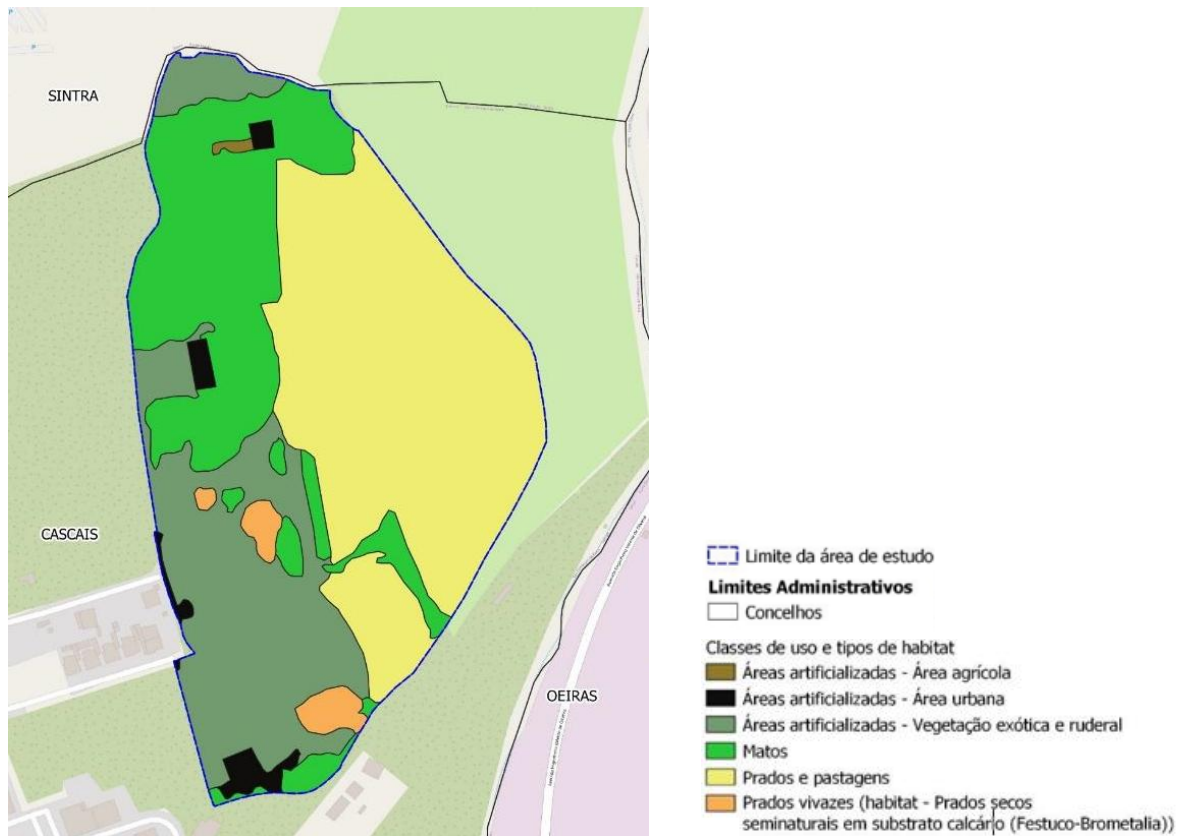 SINTRA
CASCAIS
OEIRAS
Limite da área de estudo
Limites Administrativos
Concelhos
Classes de uso e tipos de habitat
Áreas artificializadas - Área agrícola
Áreas artificializadas - Área urbana
Áreas artificializadas - Vegetação exótica e ruderal
Matos
Prados e pastagens
Prados vivazes (habitat - Prados secos
seminaturais em substrato calcário (Festuco-Brometalia))